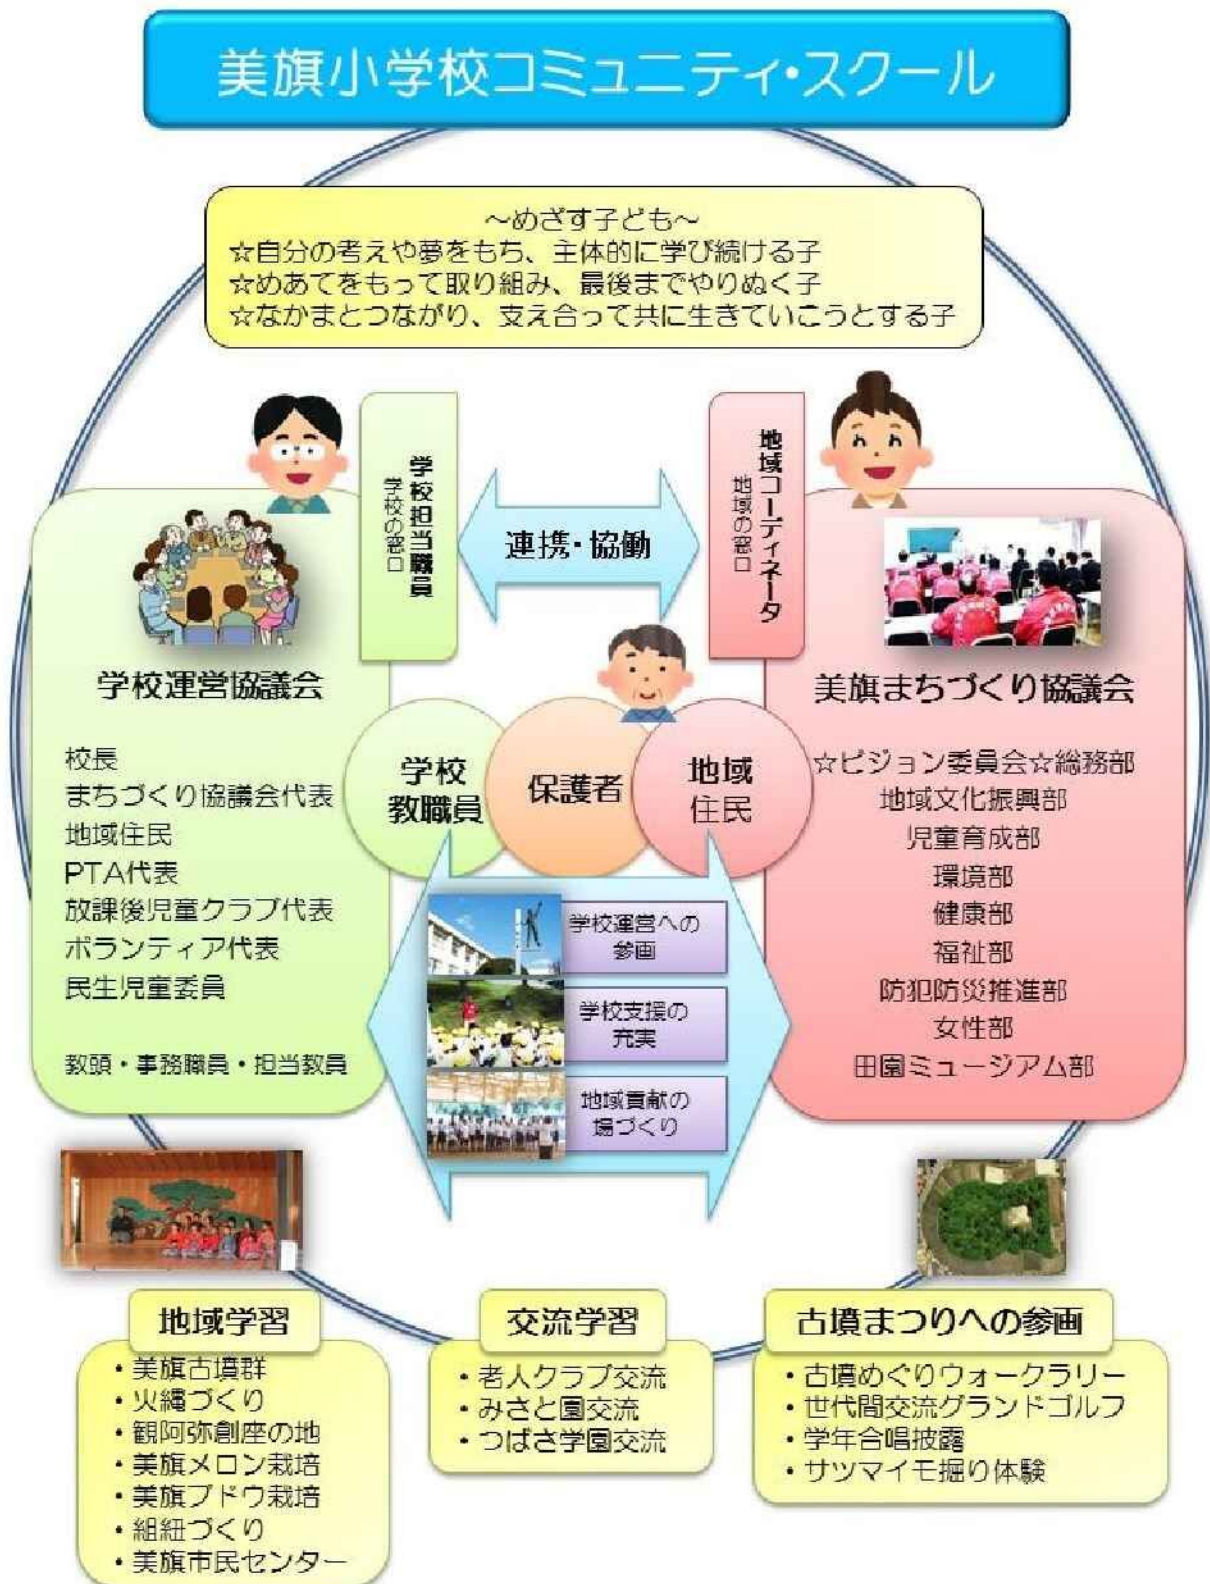 美旗小学校コミュニティ・スクール
～めざす子ども～
☆自分の考えや夢をもち、主体的に学び続ける子
☆めあてをもって取り組み、最後までやりぬく子
☆なかまとつながり、支え合って共に生きていこうとする子
学校担当職員
学校の窓口
連携・協働
地域コーディネータ
地域の窓口
学校運営協議会
校長
まちづくり協議会代表
地域住民
PTA代表
放課後児童クラブ代表
ボランティア代表
民生児童委員
教頭・事務職員・担当教員
学校
教職員
保護者
地域
住民
学校運営への
参画
学校支援の
充実
地域貢献の
場づくり
美旗まちづくり協議会
☆ビジョン委員会☆総務部
地域文化振興部
児童育成部
環境部
健康部
福祉部
防犯防災推進部
女性部
田園ミュージアム部
地域学習
・美旗古墳群
・火縄づくり
・観阿弥創座の地
・美旗メロン栽培
・美旗ブドウ栽培
・組紐づくり
・美旗市民センター
交流学習
・老人クラブ交流
・みさと園交流
・つばさ学園交流
古墳まつりへの参画
・古墳めぐりウォークラリー
・世代間交流グランドゴルフ
・学年合唱披露
・サツマイモ掘り体験